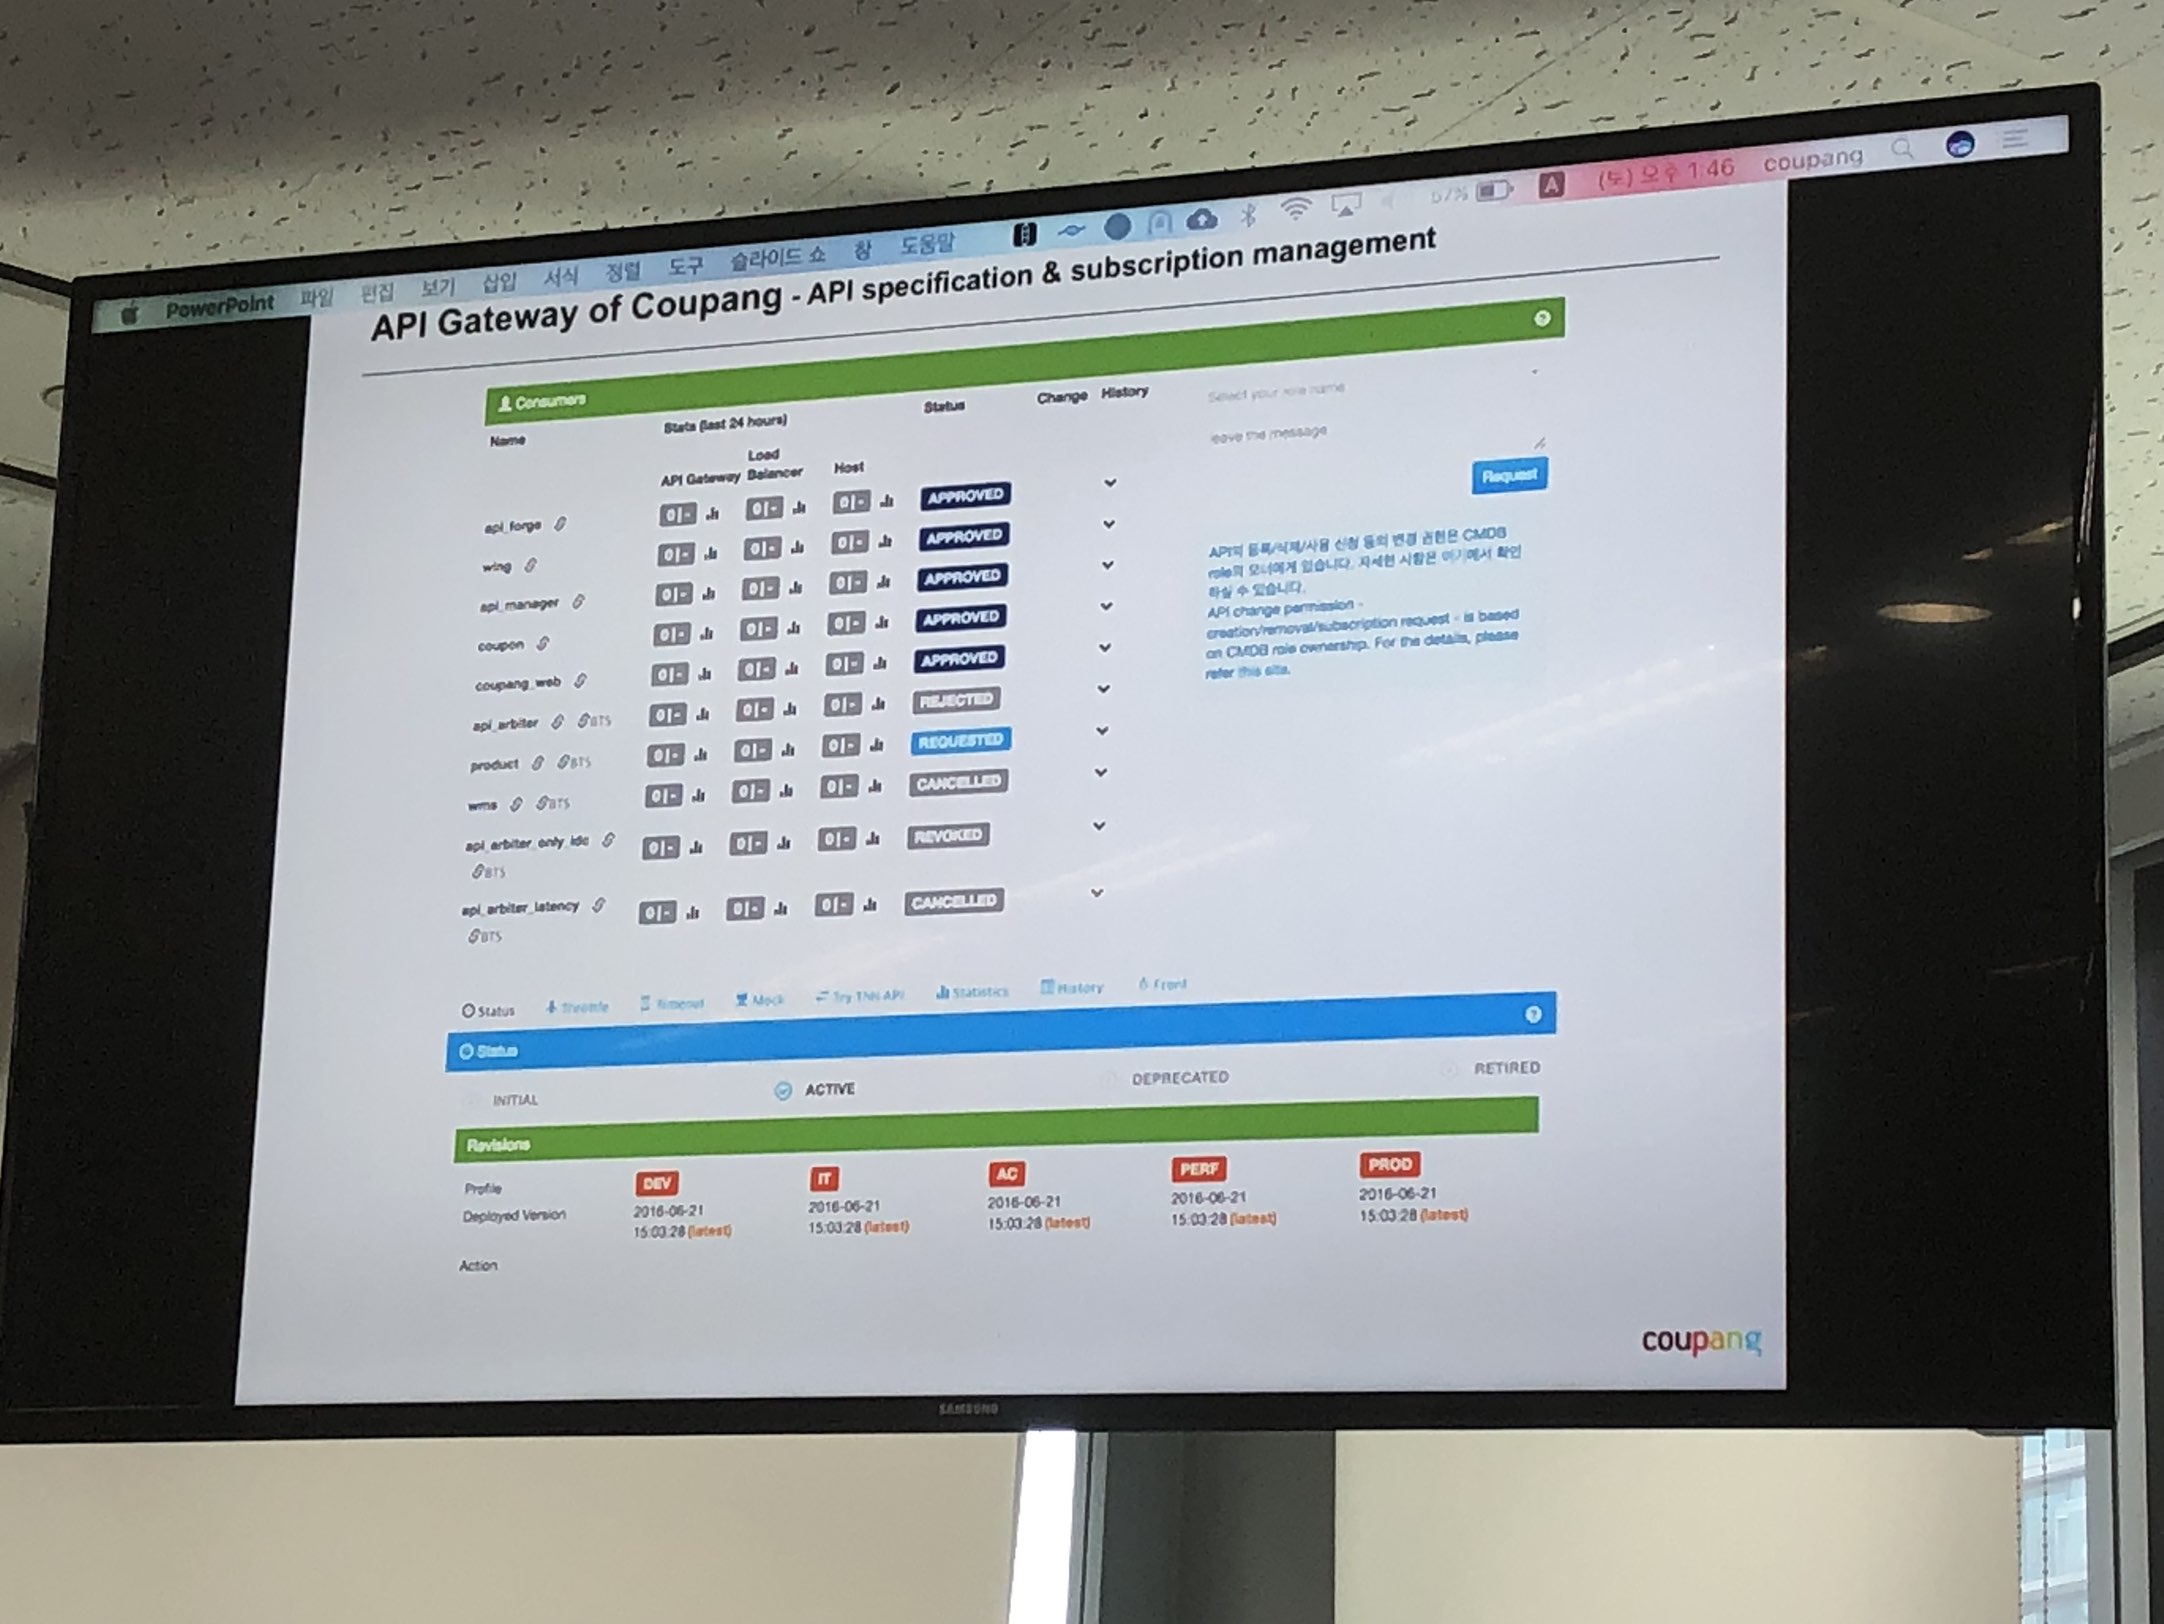 PowerPoint 파일 편집 보기 삽입 서식 정렬 도구 슬라이드 쇼 창 도움말 57% A (토) 오후 1:46 coupang
API Gateway of Coupang - API specification & subscription management
Consumers
Name Stats (last 24 hours) Status Change History Select your role name
leave the message
API Gateway Load Balancer Host
Request
api_forge 0|- 0|- 0|- APPROVED
wing 0|- 0|- 0|- APPROVED
api_manager 0|- 0|- 0|- APPROVED
coupon 0|- 0|- 0|- APPROVED
coupang_web 0|- 0|- 0|- APPROVED
api_arbiter BTS 0|- 0|- 0|- REJECTED
product BTS 0|- 0|- 0|- REQUESTED
wms BTS 0|- 0|- 0|- CANCELLED
api_arbiter_only_idc 0|- 0|- 0|- REVOKED
BTS
api_arbiter_latency 0|- 0|- 0|- CANCELLED
BTS
API의 등록/삭제/사용 신청 등의 변경 권한은 CMDB
role의 오너에게 있습니다. 자세한 사항은 여기에서 확인
하실 수 있습니다.
API change permission -
creation/removal/subscription request - is based
on CMDB role ownership. For the details, please
refer this site.
Status Throttle Timeout Mock Try Statistics History Front
Status
INITIAL ACTIVE DEPRECATED RETIRED
Revisions
Profile DEV IT AC PERF PROD
Deployed Version 2016-06-21 2016-06-21 2016-06-21 2016-06-21 2016-06-21
15:03:28 (latest) 15:03:28 (latest) 15:03:28 (latest) 15:03:28 (latest) 15:03:28 (latest)
Action
coupang
SAMSUNG